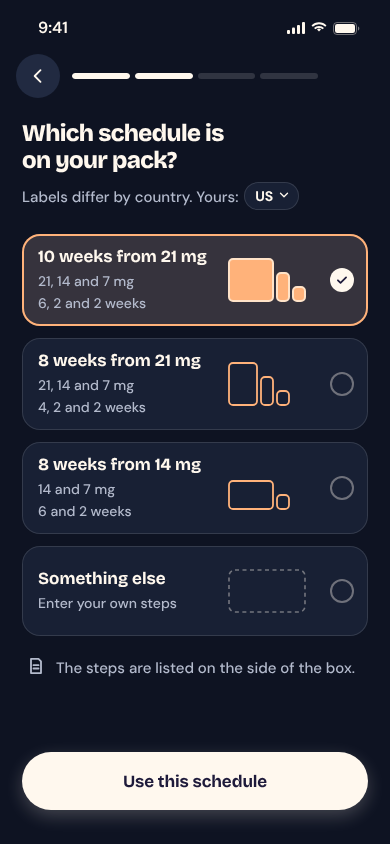 9:41
Which schedule is
on your pack?
Labels differ by country. Yours: US
10 weeks from 21 mg
21, 14 and 7 mg
6, 2 and 2 weeks
8 weeks from 21 mg
21, 14 and 7 mg
4, 2 and 2 weeks
8 weeks from 14 mg
14 and 7 mg
6 and 2 weeks
Something else
Enter your own steps
The steps are listed on the side of the box.
Use this schedule